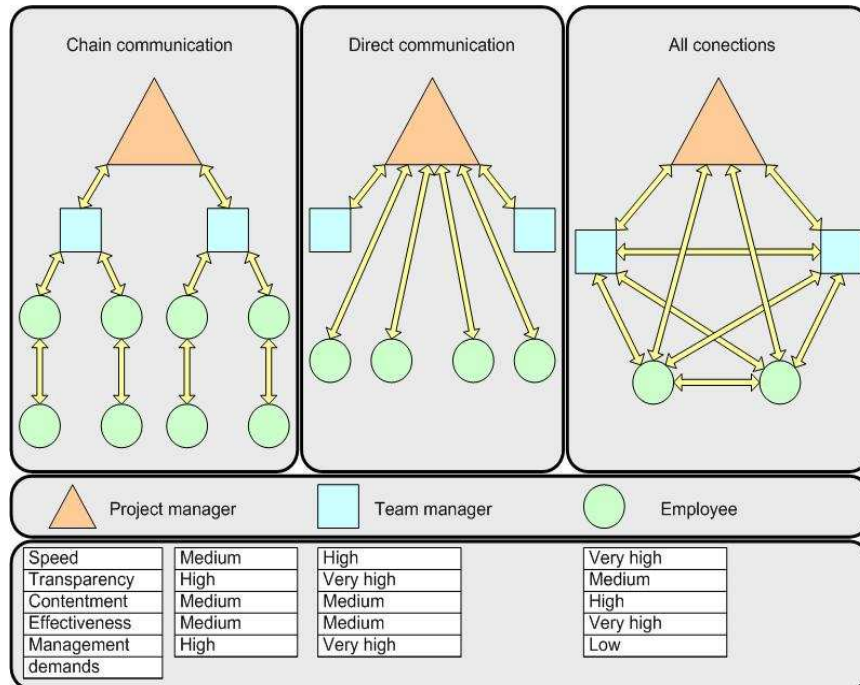 Chain communication
Direct communication
All conections
Project manager
Team manager
Employee
Speed Medium High Very high
Transparency High Very high Medium
Contentment Medium Medium High
Effectiveness Medium Medium Very high
Management High Very high Low
demands